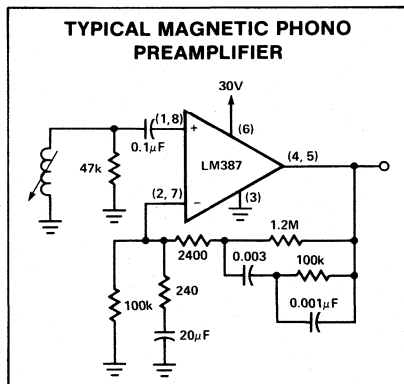 TYPICAL MAGNETIC PHONO
PREAMPLIFIER
30V
(1, 8)
+
(6)
0.1μF
LM387
(4, 5)
47k
(2, 7)
−
(3)
1.2M
2400
0.003
100k
240
100k
0.001μF
20μF